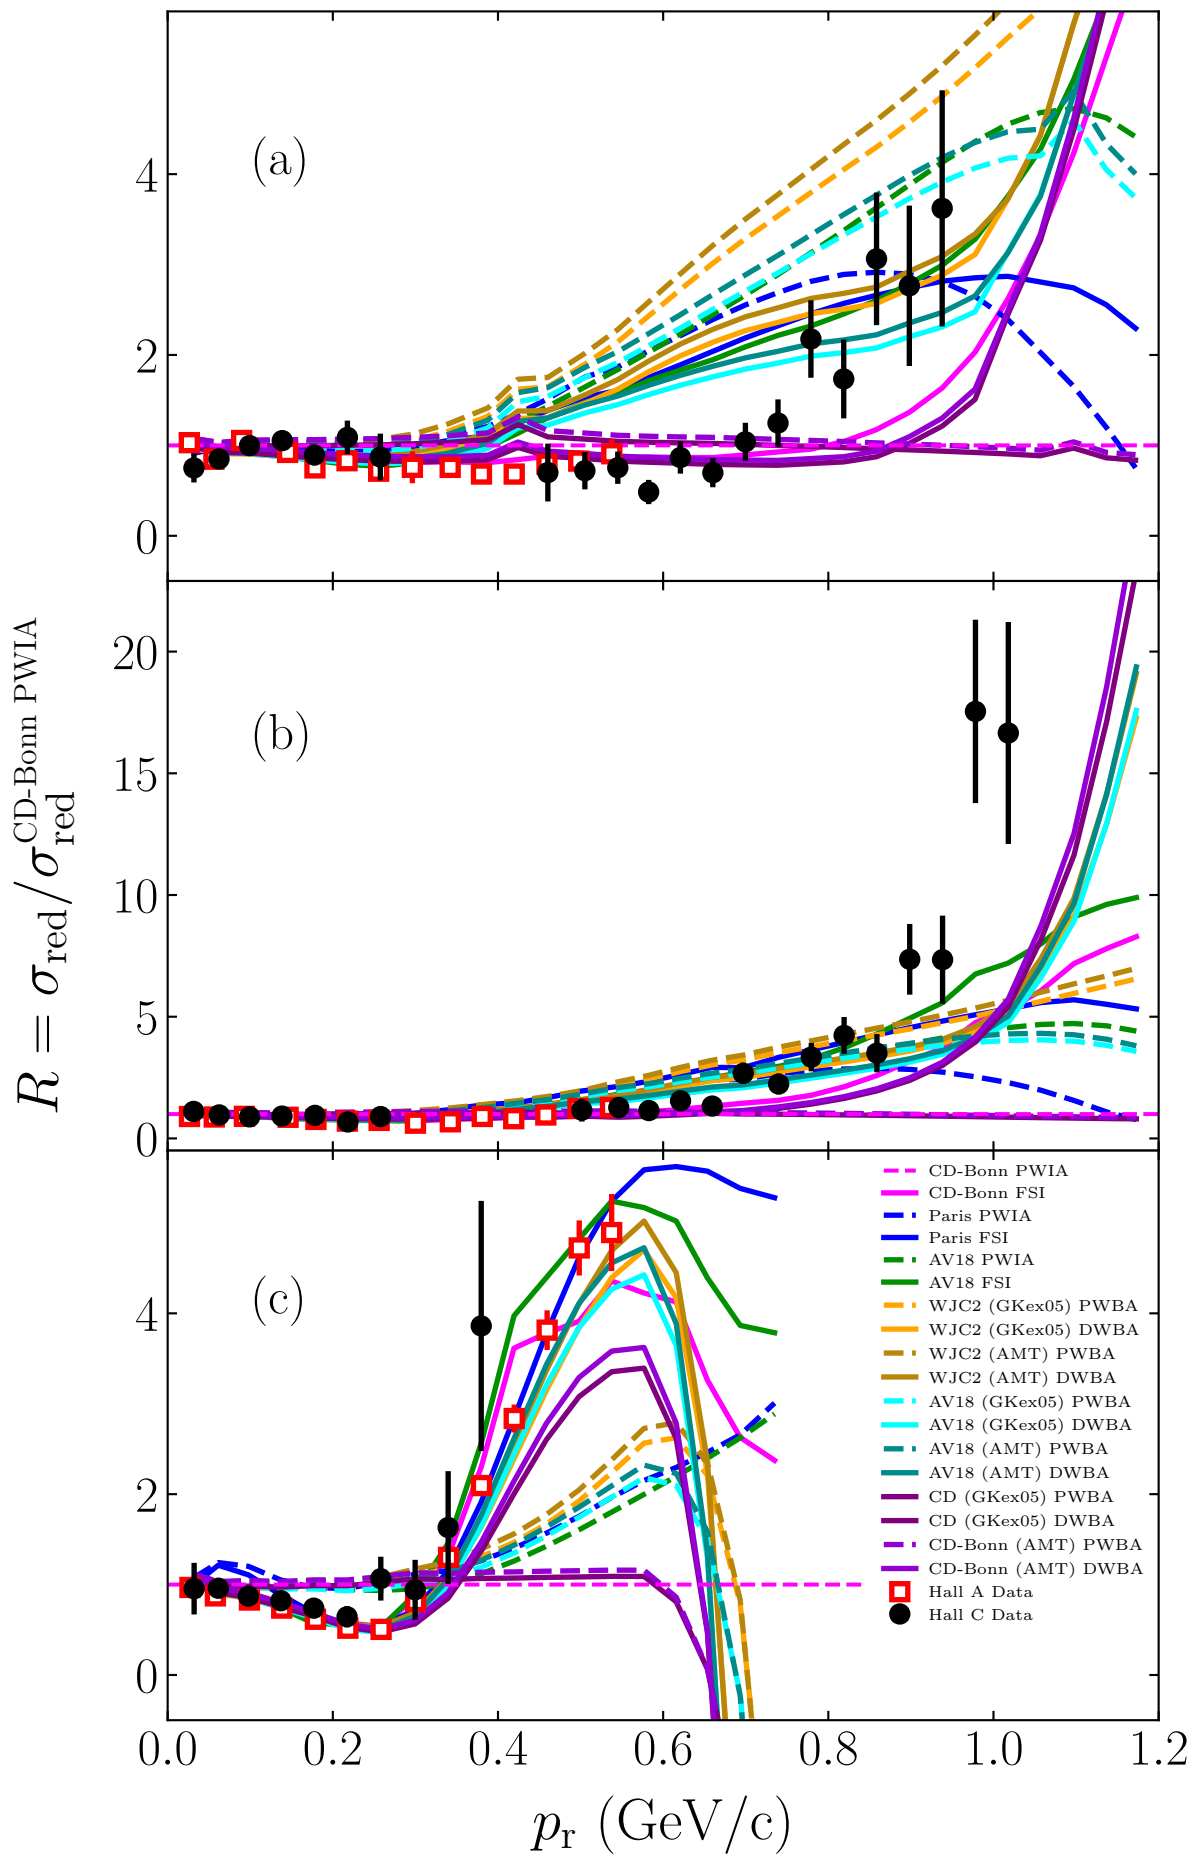 (a)
4
2
0
R = σ_red/σ_red^CD-Bonn PWIA
(b)
20
15
10
5
0
(c)
4
2
0
CD-Bonn PWIA
CD-Bonn FSI
Paris PWIA
Paris FSI
AV18 PWIA
AV18 FSI
WJC2 (GKex05) PWBA
WJC2 (GKex05) DWBA
WJC2 (AMT) PWBA
WJC2 (AMT) DWBA
AV18 (GKex05) PWBA
AV18 (GKex05) DWBA
AV18 (AMT) PWBA
AV18 (AMT) DWBA
CD (GKex05) PWBA
CD (GKex05) DWBA
CD-Bonn (AMT) PWBA
CD-Bonn (AMT) DWBA
Hall A Data
Hall C Data
0.0 0.2 0.4 0.6 0.8 1.0 1.2
p_r (GeV/c)